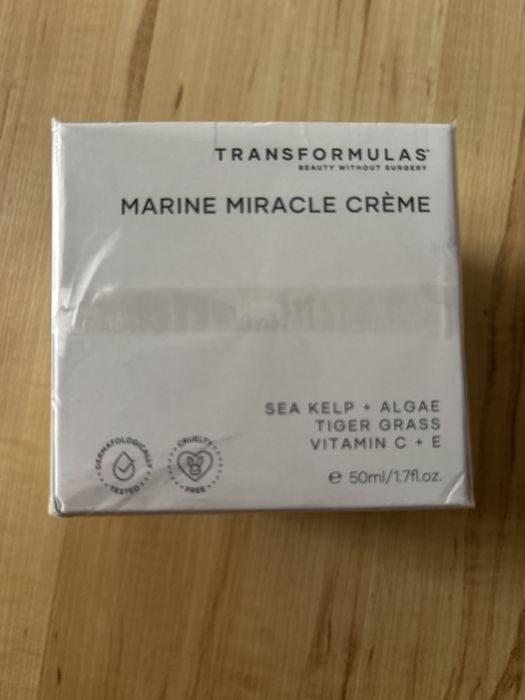 TRANSFORMULAS®
BEAUTY WITHOUT SURGERY
MARINE MIRACLE CRÈME
SEA KELP + ALGAE
TIGER GRASS
VITAMIN C + E
DERMATOLOGICALLY
TESTED
CRUELTY
FREE
℮ 50ml/1.7fl.oz.